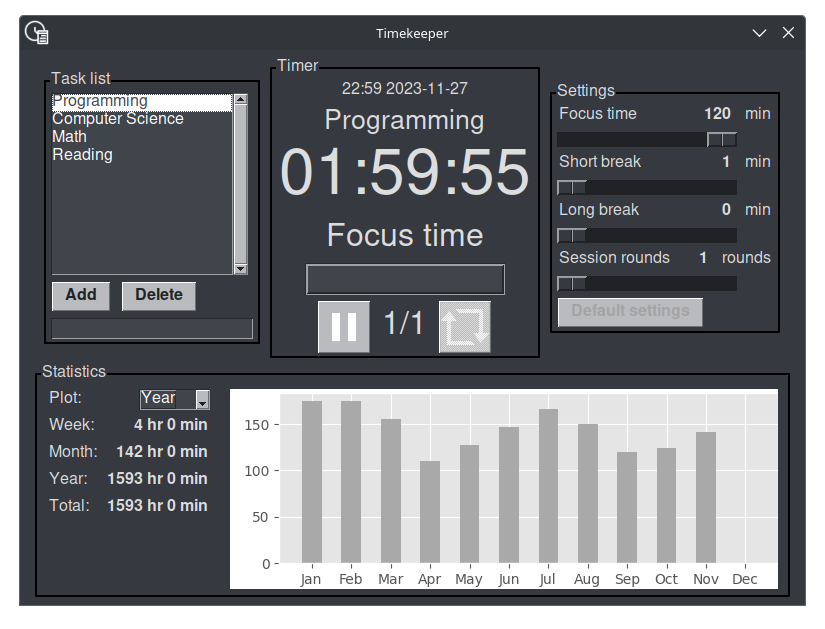 Timekeeper
Task list
Programming
Computer Science
Math
Reading
Add Delete
Timer
22:59 2023-11-27
Programming
01:59:55
Focus time
1/1
Settings
Focus time 120 min
Short break 1 min
Long break 0 min
Session rounds 1 rounds
Default settings
Statistics
Plot: Year
Week: 4 hr 0 min
Month: 142 hr 0 min
Year: 1593 hr 0 min
Total: 1593 hr 0 min
150
100
50
0
Jan Feb Mar Apr May Jun Jul Aug Sep Oct Nov Dec